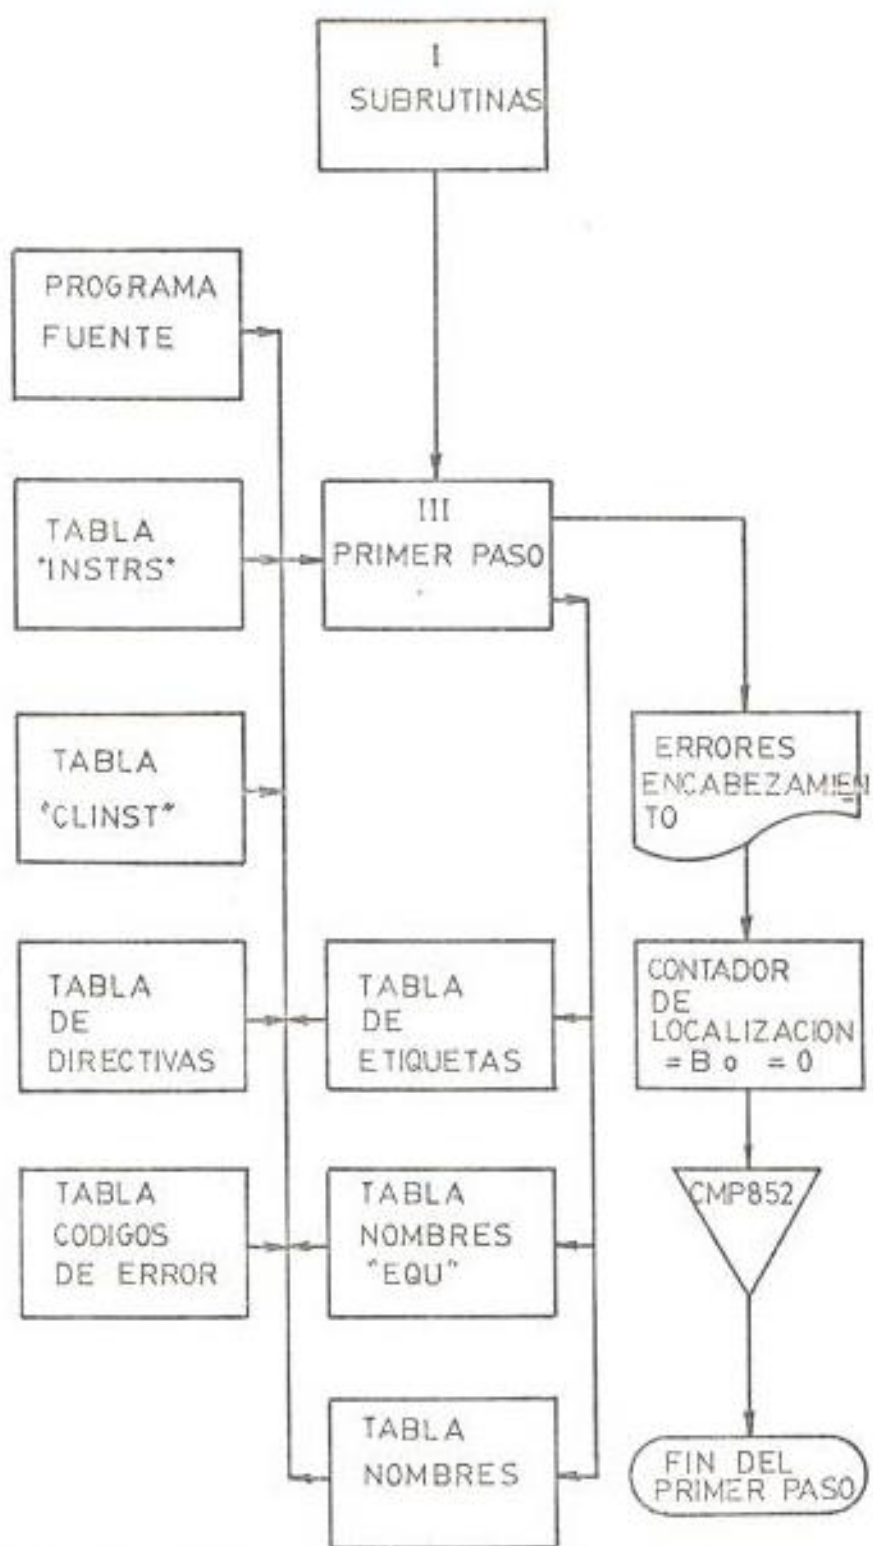 I
SUBRUTINAS
PROGRAMA
FUENTE
TABLA
"INSTRS"
III
PRIMER PASO
TABLA
"CLINST"
ERRORES
ENCABEZAMIEN
TO
TABLA
DE
DIRECTIVAS
TABLA
DE
ETIQUETAS
CONTADOR
DE
LOCALIZACION
= B o = 0
TABLA
CODIGOS
DE ERROR
TABLA
NOMBRES
"EQU"
CMP852
TABLA
NOMBRES
FIN DEL
PRIMER PASO